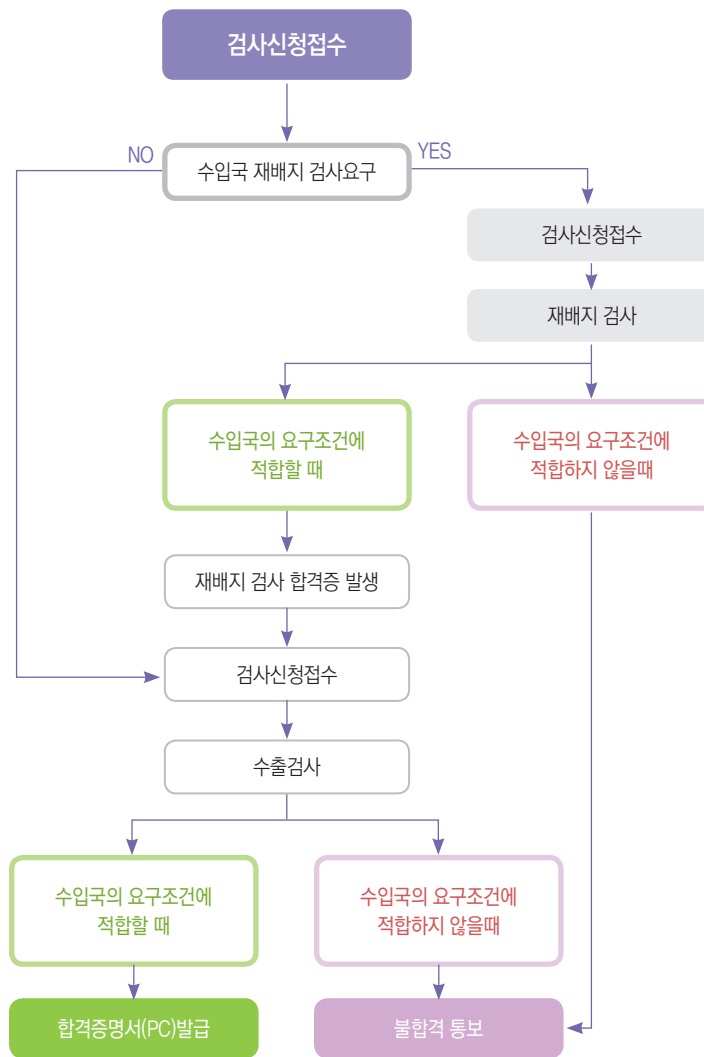 검사신청접수
NO
수입국 재배지 검사요구
YES
검사신청접수
재배지 검사
수입국의 요구조건에
적합할 때
수입국의 요구조건에
적합하지 않을때
재배지 검사 합격증 발생
검사신청접수
수출검사
수입국의 요구조건에
적합할 때
수입국의 요구조건에
적합하지 않을때
합격증명서(PC)발급
불합격 통보